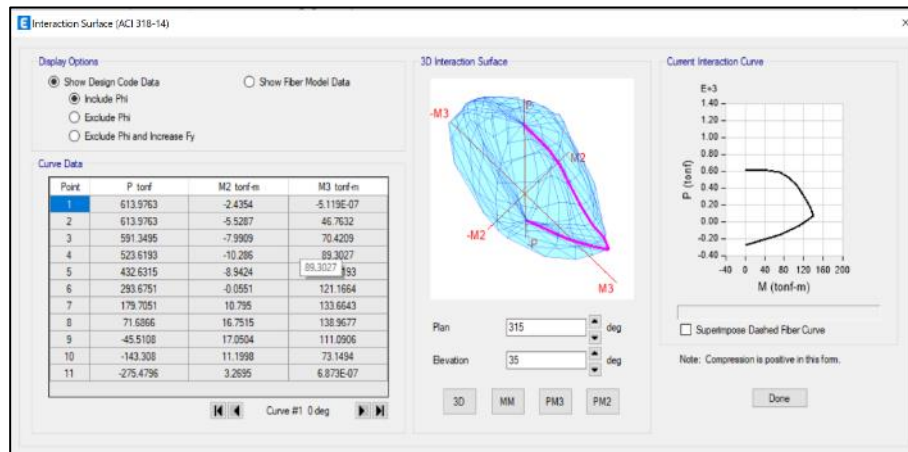 Interaction Surface (ACI 318-14)
Display Options
Show Design Code Data
Show Fiber Model Data
Include Phi
Exclude Phi
Exclude Phi and Increase Fy
Curve Data
Point P tonf M2 tonf-m M3 tonf-m
1 613.9763 -2.4354 -5.119E-07
2 613.9763 -5.5287 46.7632
3 591.3495 -7.9909 70.4209
4 523.6193 -10.286 89.3027
5 432.6315 -8.9424 193
89.3027
6 293.6751 -0.0551 121.1664
7 179.7051 10.795 133.6643
8 71.6866 16.7515 138.9677
9 -45.5108 17.0504 111.0906
10 -143.308 11.1998 73.1494
11 -275.4796 3.2695 6.873E-07
Curve #1 0 deg
3D Interaction Surface
-M3
P
M2
-M2
-P
M3
Plan 315 deg
Elevation 35 deg
3D MM PM3 PM2
Current Interaction Curve
E+3
1.40
1.20
1.00
0.80
0.60
0.40
0.20
0.00
-0.20
-0.40
P (tonf)
-40 0 40 80 120 160 200
M (tonf-m)
Superimpose Dashed Fiber Curve
Note: Compression is positive in this form.
Done